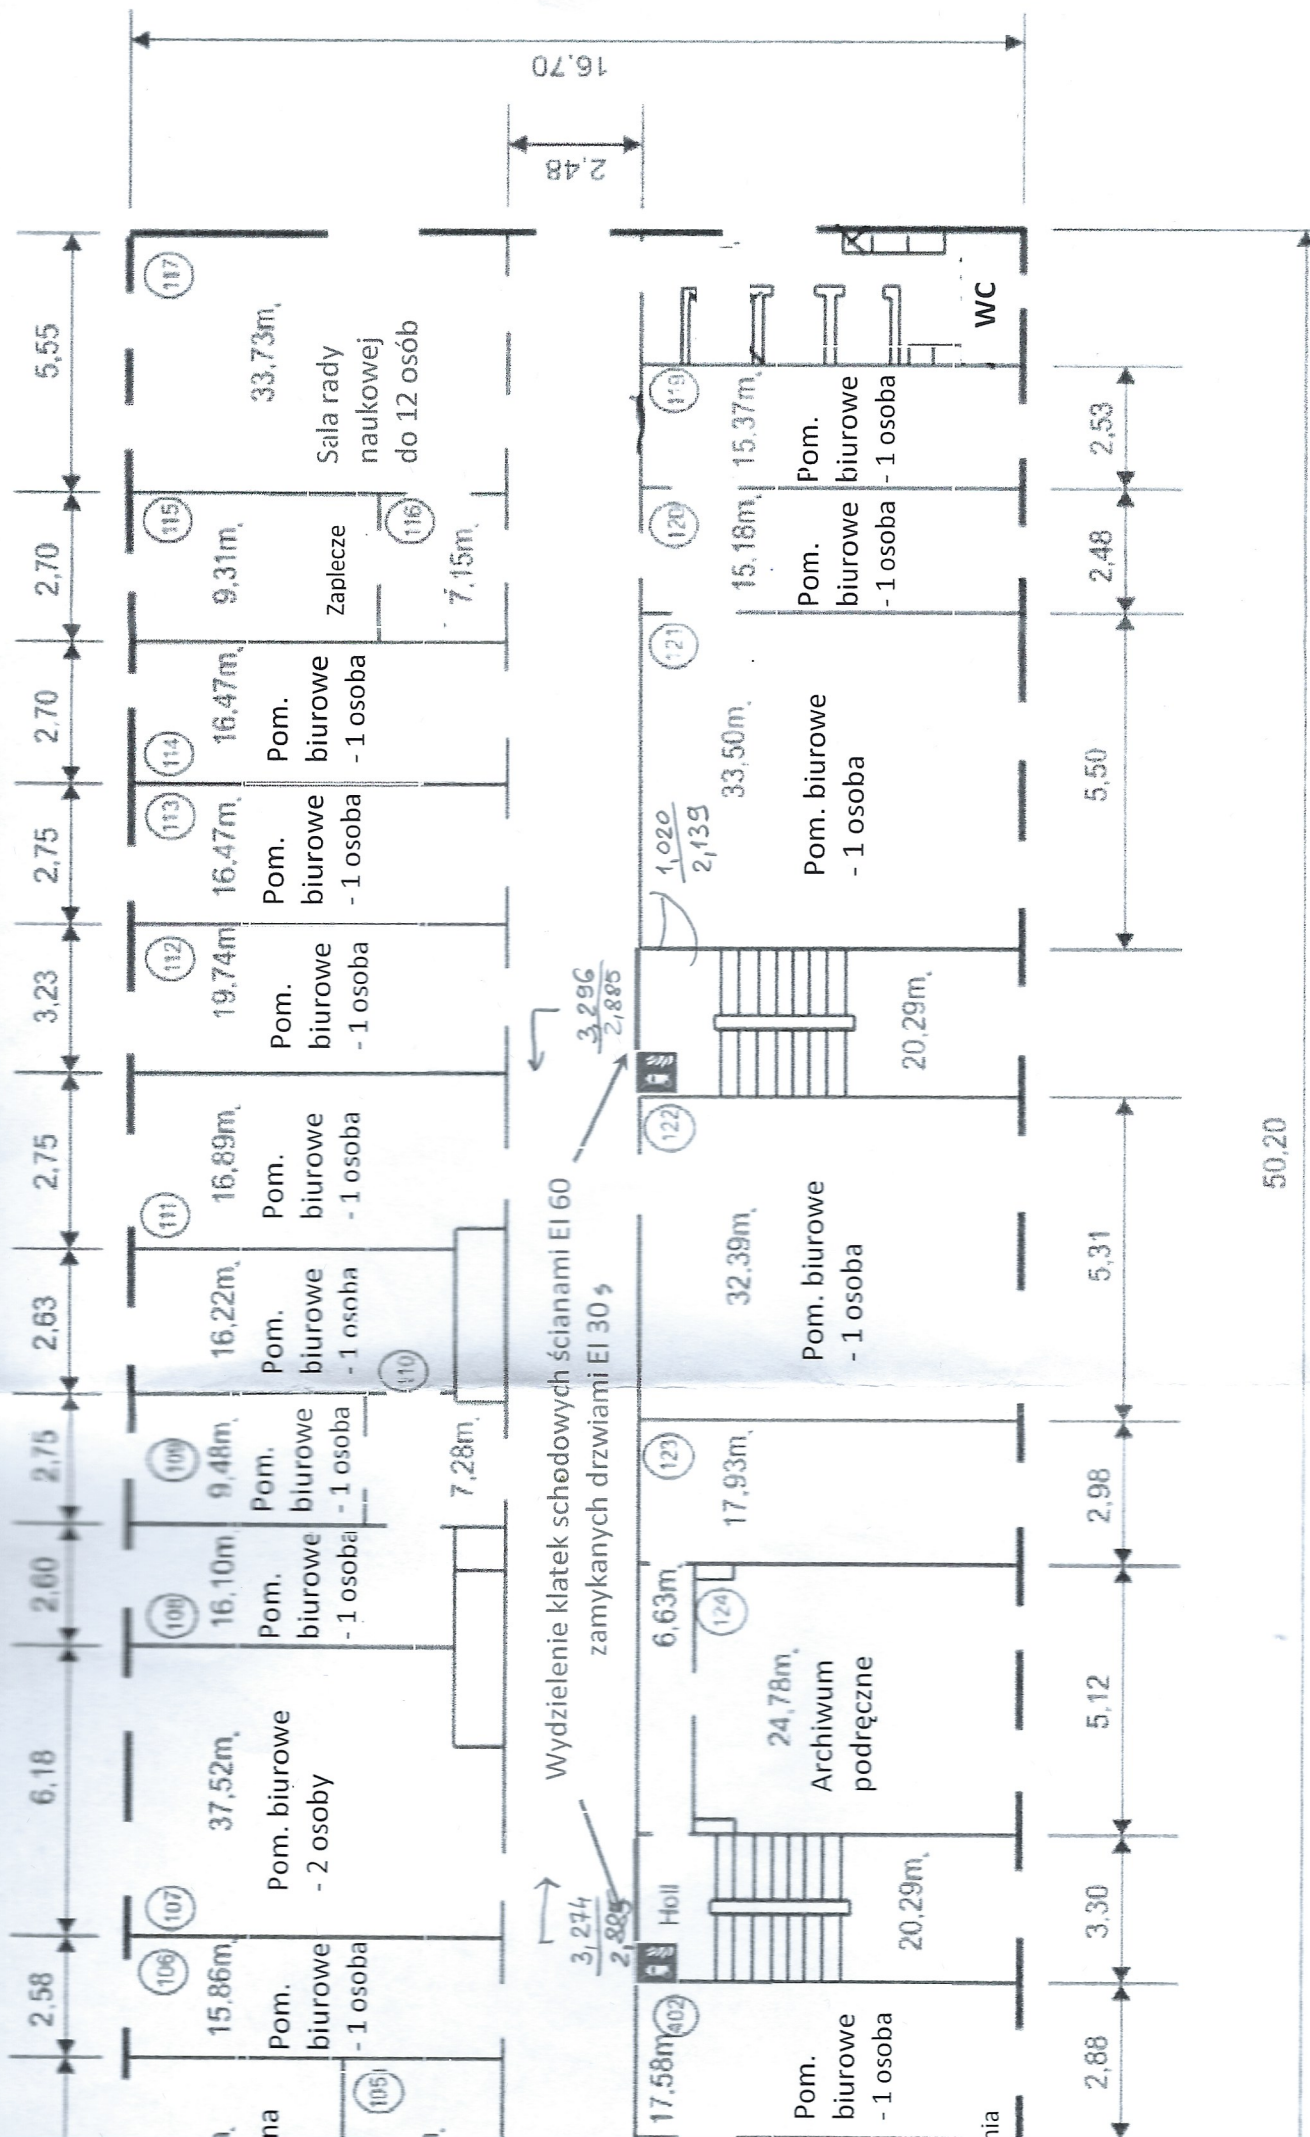 16,70
2,48
5,55
2,70
2,70
2,75
3,23
2,75
2,63
2,75
2,60
6,18
2,58
117
33,73m
Sala rady
naukowej
do 12 osób
115
9,31m
Zaplecze
116
7,15m
114
16,47m
Pom.
biurowe
- 1 osoba
113
16,47m
Pom.
biurowe
- 1 osoba
112
19,74m
Pom.
biurowe
- 1 osoba
111
16,89m
Pom.
biurowe
- 1 osoba
16,22m
Pom.
biurowe
- 1 osoba
110
109
9,48m
Pom.
biurowe
- 1 osoba
7,28m
108
16,10m
Pom.
biurowe
- 1 osoba
107
37,52m
Pom. biurowe
- 2 osoby
106
15,86m
Pom.
biurowe
- 1 osoba
105
na
3,296
2,885
Wydzielenie klatek schodowych ścianami EI 60
zamykanych drzwiami EI 30s
3,274
2,885
WC
119
15,37m
Pom.
biurowe
- 1 osoba
120
15,18m
Pom.
biurowe
- 1 osoba
121
33,50m
Pom. biurowe
- 1 osoba
1,020
2,139
20,29m
122
32,39m
Pom. biurowe
- 1 osoba
123
17,93m
6,63m
124
24,78m
Archiwum
podręczne
Holl
20,29m
402
17,58m
Pom.
biurowe
- 1 osoba
nia
2,53
2,48
5,50
5,31
2,98
5,12
3,30
2,88
50,20